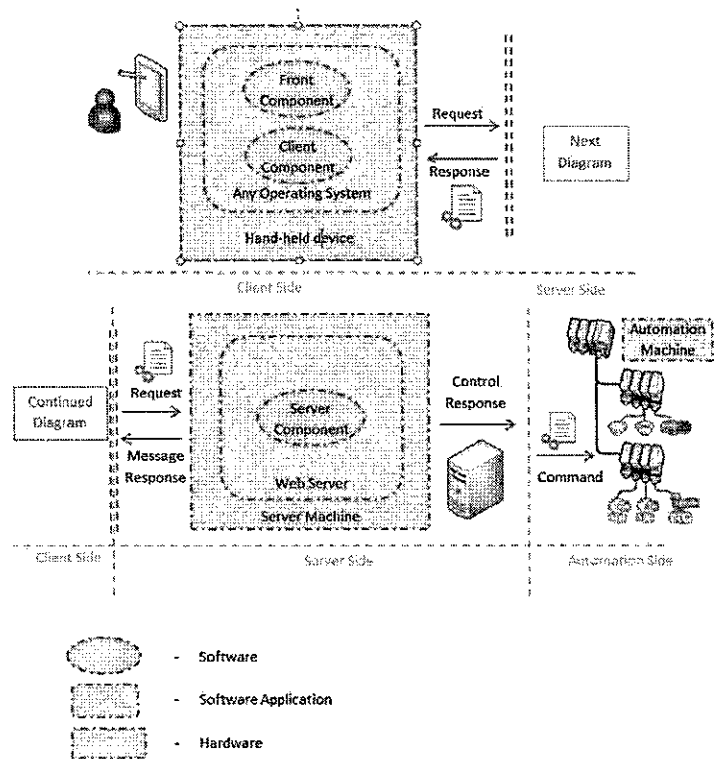 Front
Component
Client
Component
Any Operating System
Hand-held device
Request
Response
Next
Diagram
Client Side
Server Side
Continued
Diagram
Request
Message
Response
Server
Component
Web Server
Server Machine
Control
Response
Command
Automation
Machine
Client Side
Server Side
Automation Side
- Software
- Software Application
- Hardware